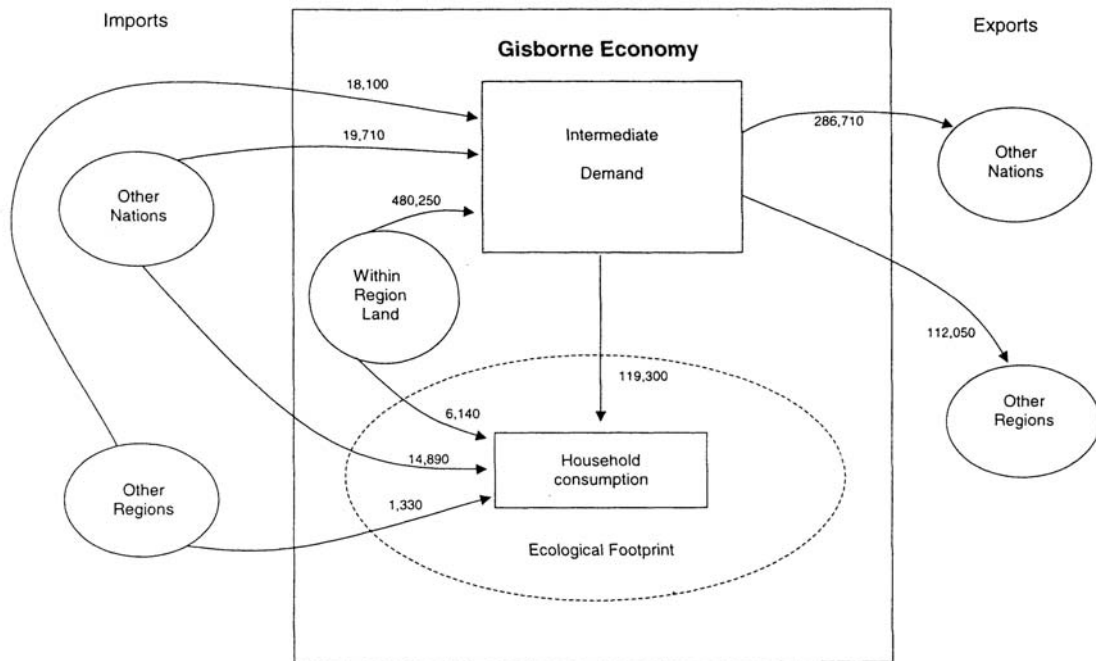 Imports
Exports
Gisborne Economy
18,100
19,710
480,250
Intermediate
Demand
286,710
Other
Nations
Other
Nations
Within
Region
Land
112,050
119,300
Other
Regions
6,140
14,890
1,330
Household
consumption
Other
Regions
Ecological Footprint